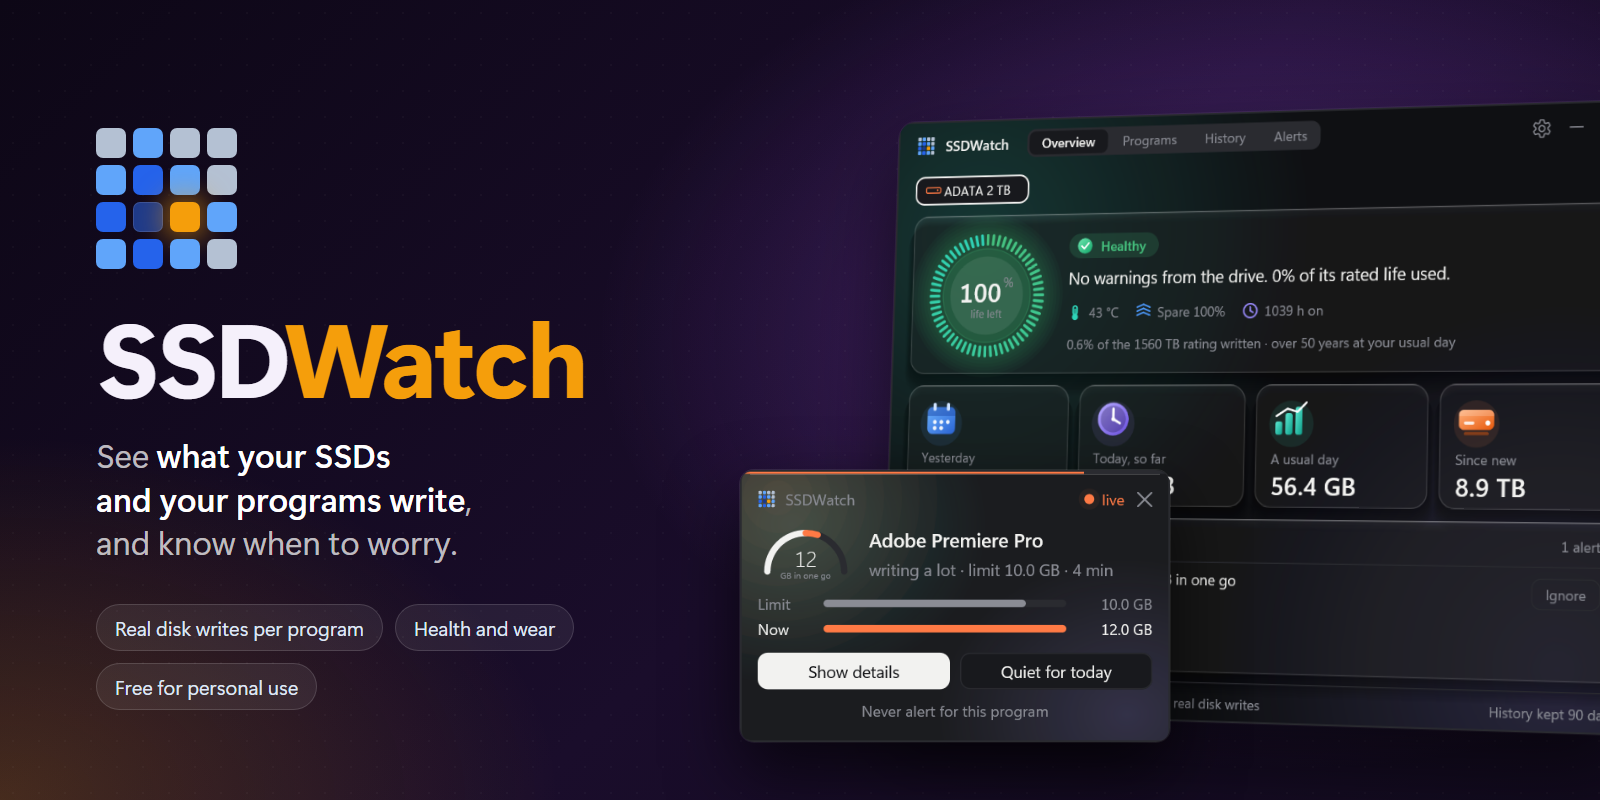 SSDWatch
See what your SSDs
and your programs write,
and know when to worry.
Real disk writes per program
Health and wear
Free for personal use
SSDWatch
Overview
Programs
History
Alerts
ADATA 2 TB
100 %
life left
Healthy
No warnings from the drive. 0% of its rated life used.
43 °C
Spare 100%
1039 h on
0.6% of the 1560 TB rating written · over 50 years at your usual day
Yesterday
Today, so far
A usual day
56.4 GB
Since new
8.9 TB
1 alert
in one go
Ignore
real disk writes
History kept 90 da
SSDWatch
live
12
GB in one go
Adobe Premiere Pro
writing a lot · limit 10.0 GB · 4 min
Limit
10.0 GB
Now
12.0 GB
Show details
Quiet for today
Never alert for this program